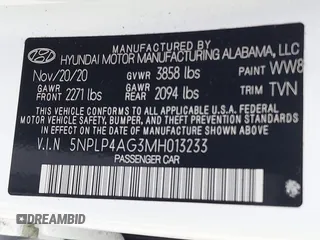 MANUFACTURED BY
HYUNDAI MOTOR MANUFACTURING ALABAMA, LLC
Nov/20/20 GVWR 3858 lbs PAINT WW8
GAWR FRONT 2271 lbs GAWR REAR 2094 lbs TRIM TVN
THIS VEHICLE CONFORMS TO ALL APPLICABLE
U.S. FEDERAL MOTOR VEHICLE SAFETY, BUMPER, AND
THEFT PREVENTION STANDARDS IN EFFECT ON THE
DATE OF MANUFACTURE SHOWN ABOVE.
V.I.N 5NPLP4AG3MH013233
PASSENGER CAR
DREAMBID